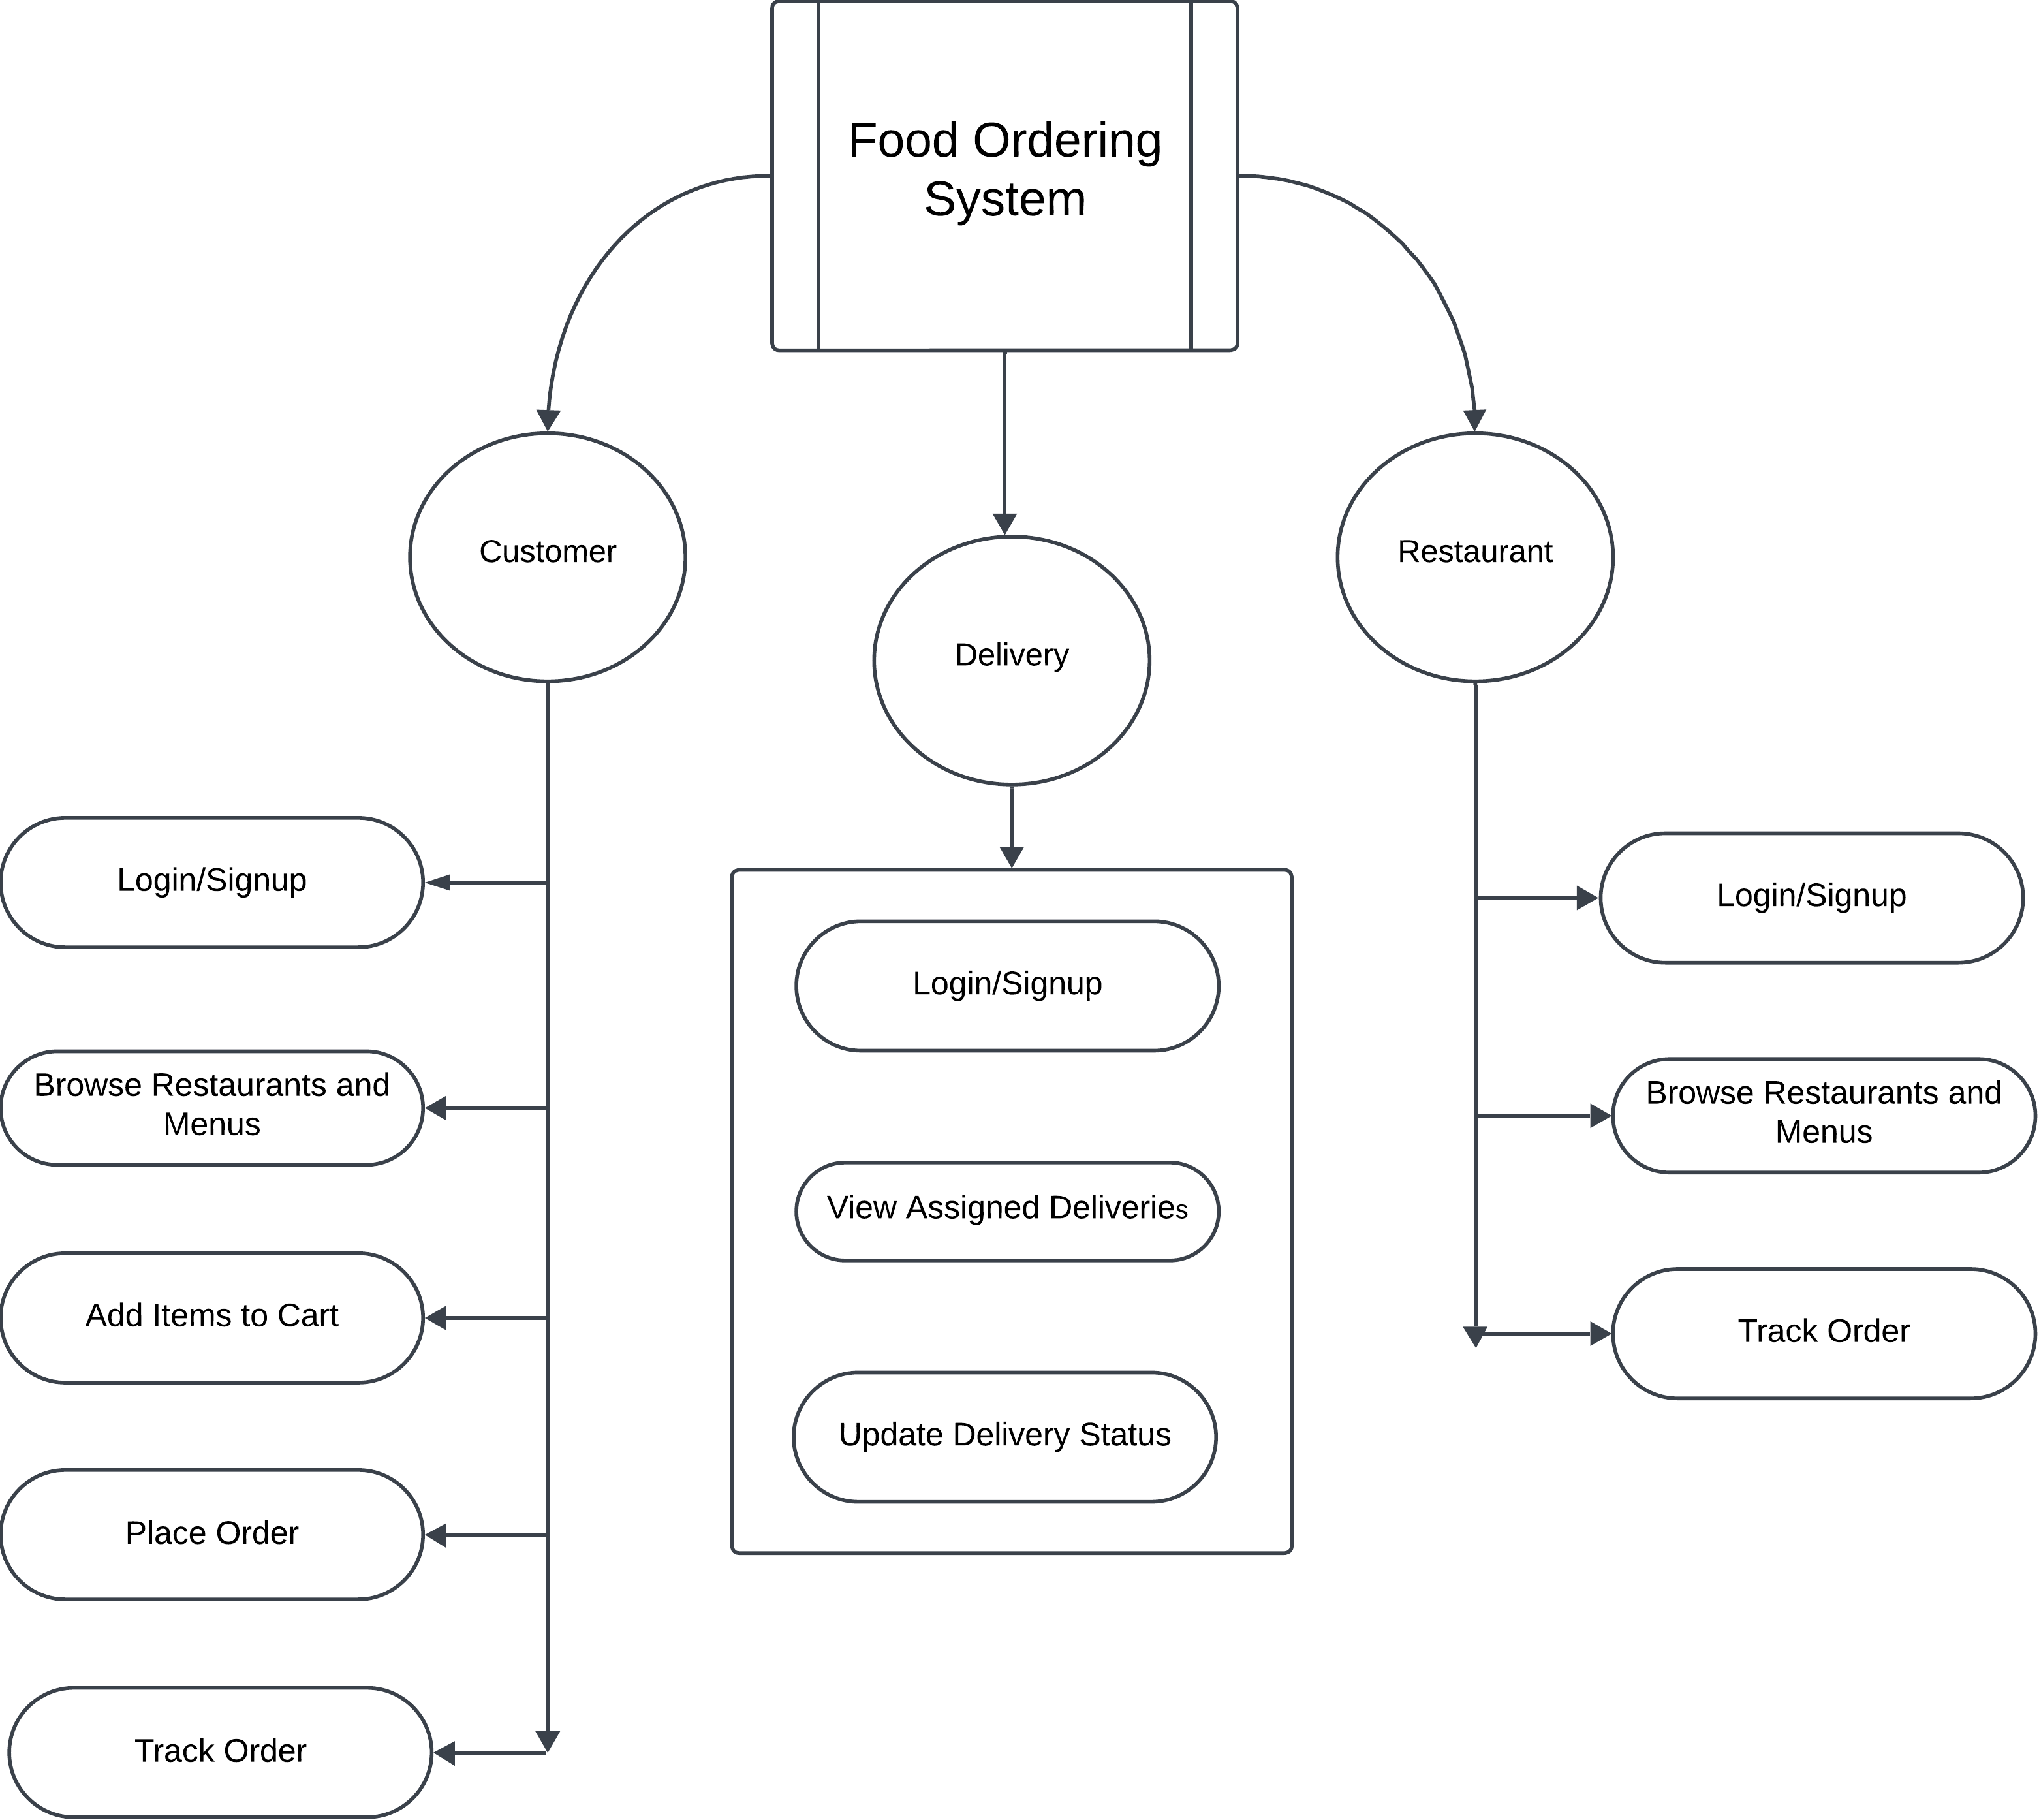 Food Ordering
System
Customer
Delivery
Restaurant
Login/Signup
Browse Restaurants and
Menus
Add Items to Cart
Place Order
Track Order
Login/Signup
View Assigned Deliveries
Update Delivery Status
Login/Signup
Browse Restaurants and
Menus
Track Order